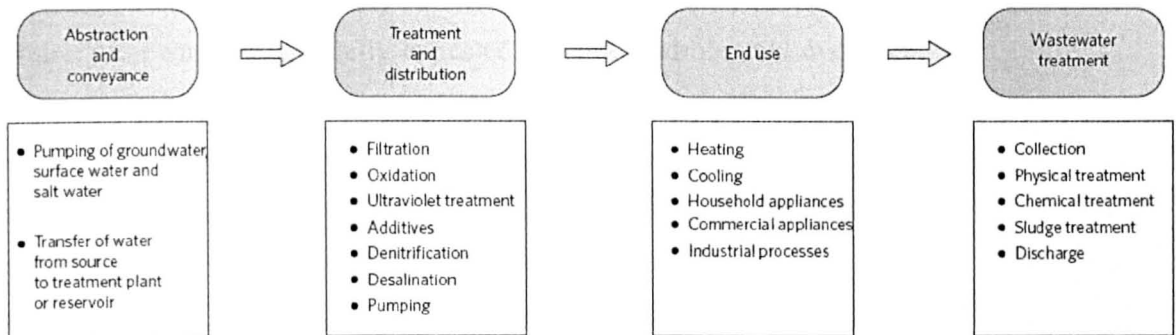 Abstraction
and
conveyance
Treatment
and
distribution
End use
Wastewater
treatment
• Pumping of groundwater,
surface water and
salt water
• Transfer of water
from source
to treatment plant
or reservoir
• Filtration
• Oxidation
• Ultraviolet treatment
• Additives
• Denitrification
• Desalination
• Pumping
• Heating
• Cooling
• Household appliances
• Commercial appliances
• Industrial processes
• Collection
• Physical treatment
• Chemical treatment
• Sludge treatment
• Discharge